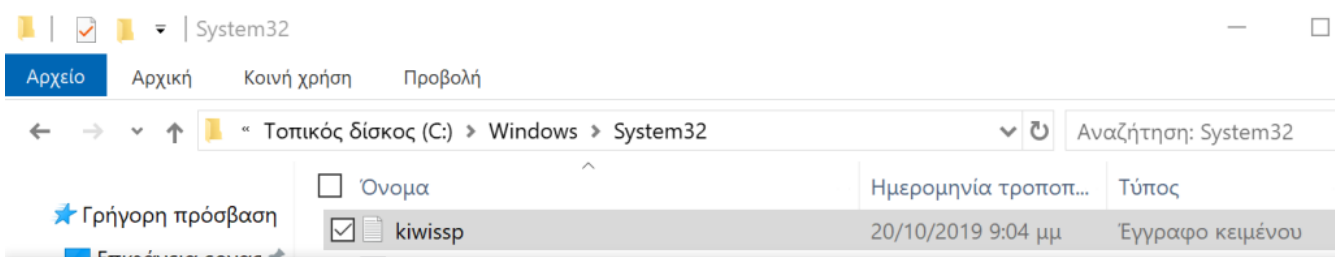 System32
Αρχείο Αρχική Κοινή χρήση Προβολή
« Τοπικός δίσκος (C:) > Windows > System32 Αναζήτηση: System32
Όνομα Ημερομηνία τροποπ... Τύπος
Γρήγορη πρόσβαση
kiwissp 20/10/2019 9:04 μμ Έγγραφο κειμένου